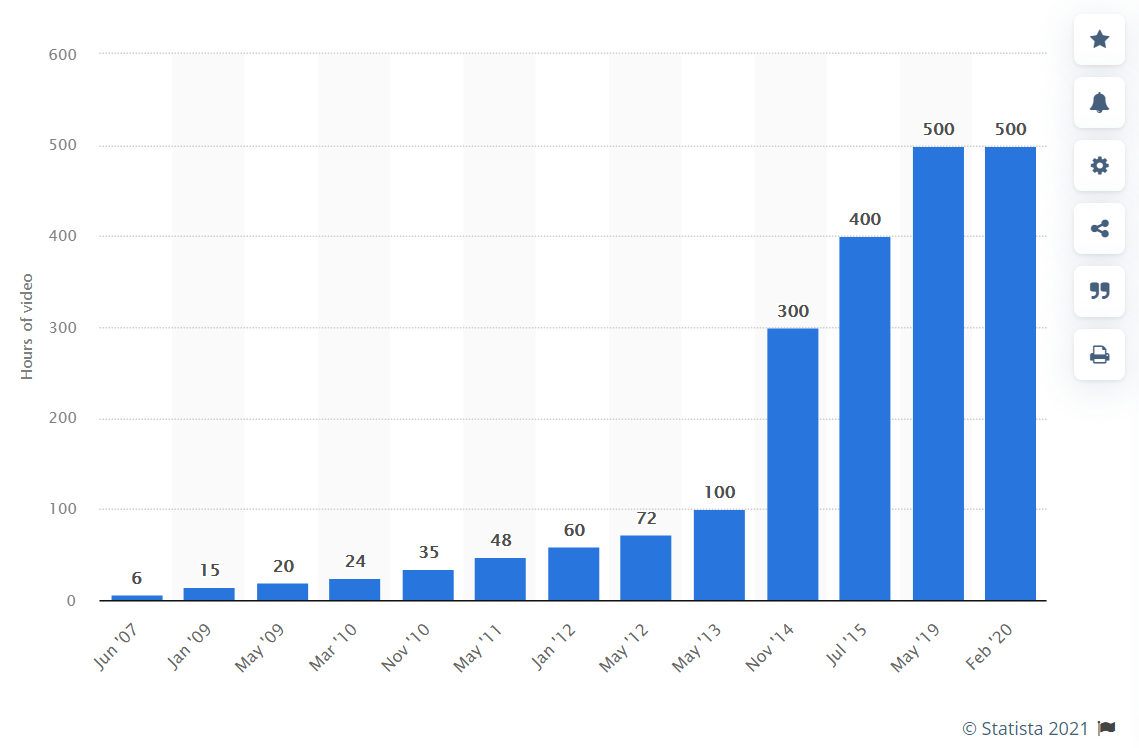 600
500
400
300
200
100
0
Hours of video
6
15
20
24
35
48
60
72
100
300
400
500
500
Jun '07
Jan '09
May '09
Mar '10
Nov '10
May '11
Jan '12
May '12
May '13
Nov '14
Jul '15
May '19
Feb '20
© Statista 2021